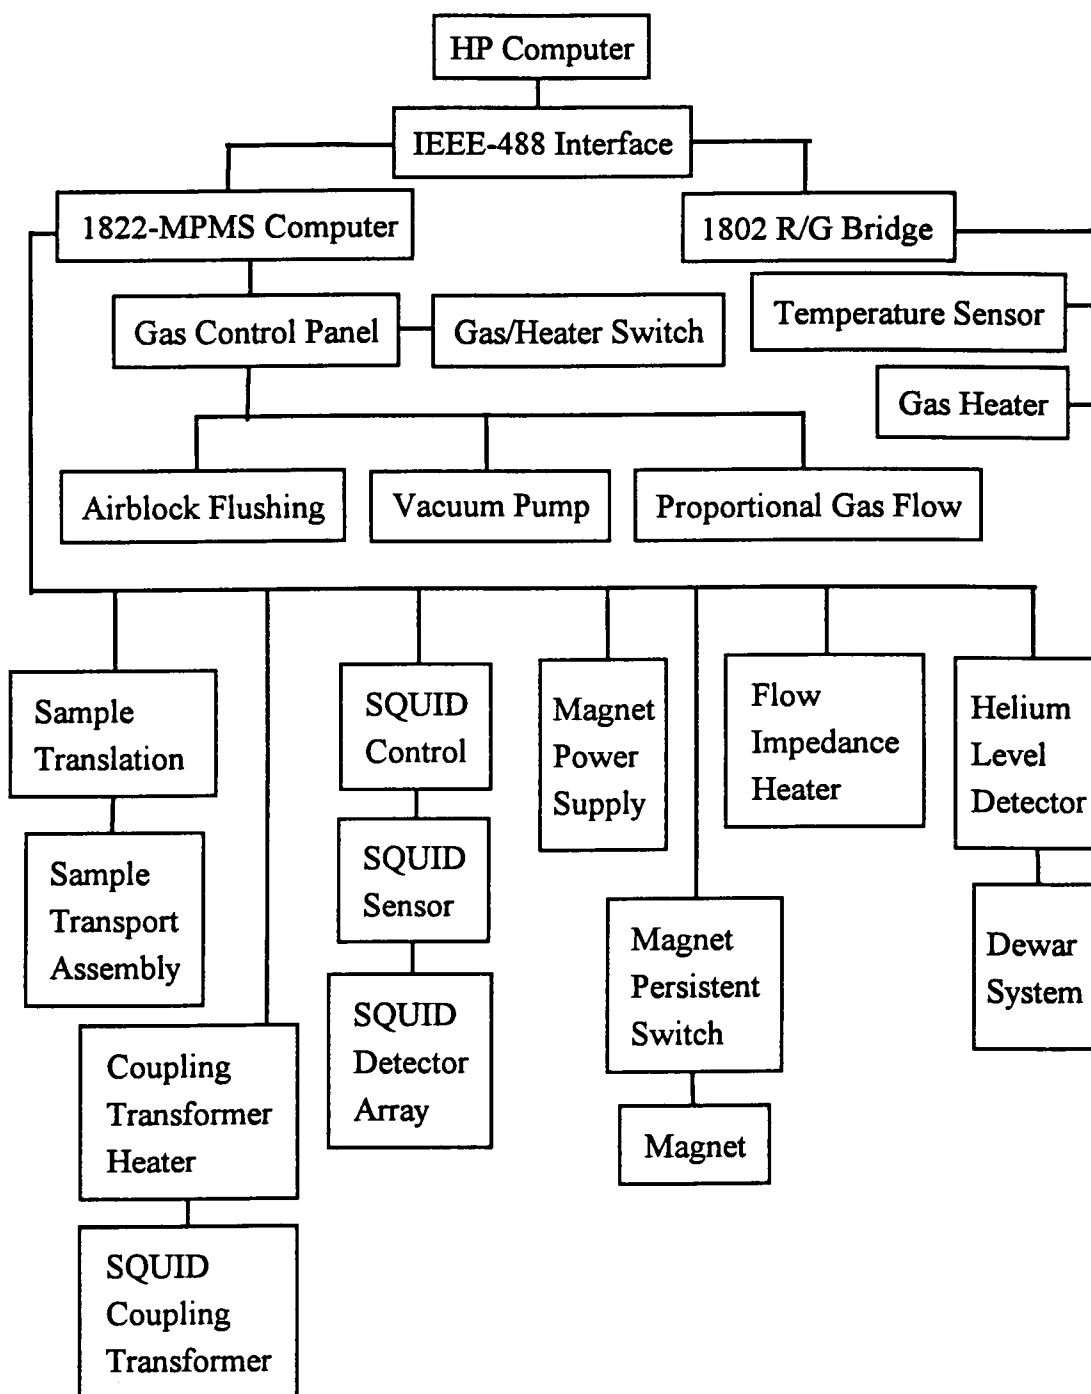 HP Computer
IEEE-488 Interface
1822-MPMS Computer
1802 R/G Bridge
Temperature Sensor
Gas Control Panel
Gas/Heater Switch
Gas Heater
Airblock Flushing
Vacuum Pump
Proportional Gas Flow
Sample
Translation
Sample
Transport
Assembly
Coupling
Transformer
Heater
SQUID
Coupling
Transformer
SQUID
Control
SQUID
Sensor
SQUID
Detector
Array
Magnet
Power
Supply
Magnet
Persistent
Switch
Magnet
Flow
Impedance
Heater
Helium
Level
Detector
Dewar
System